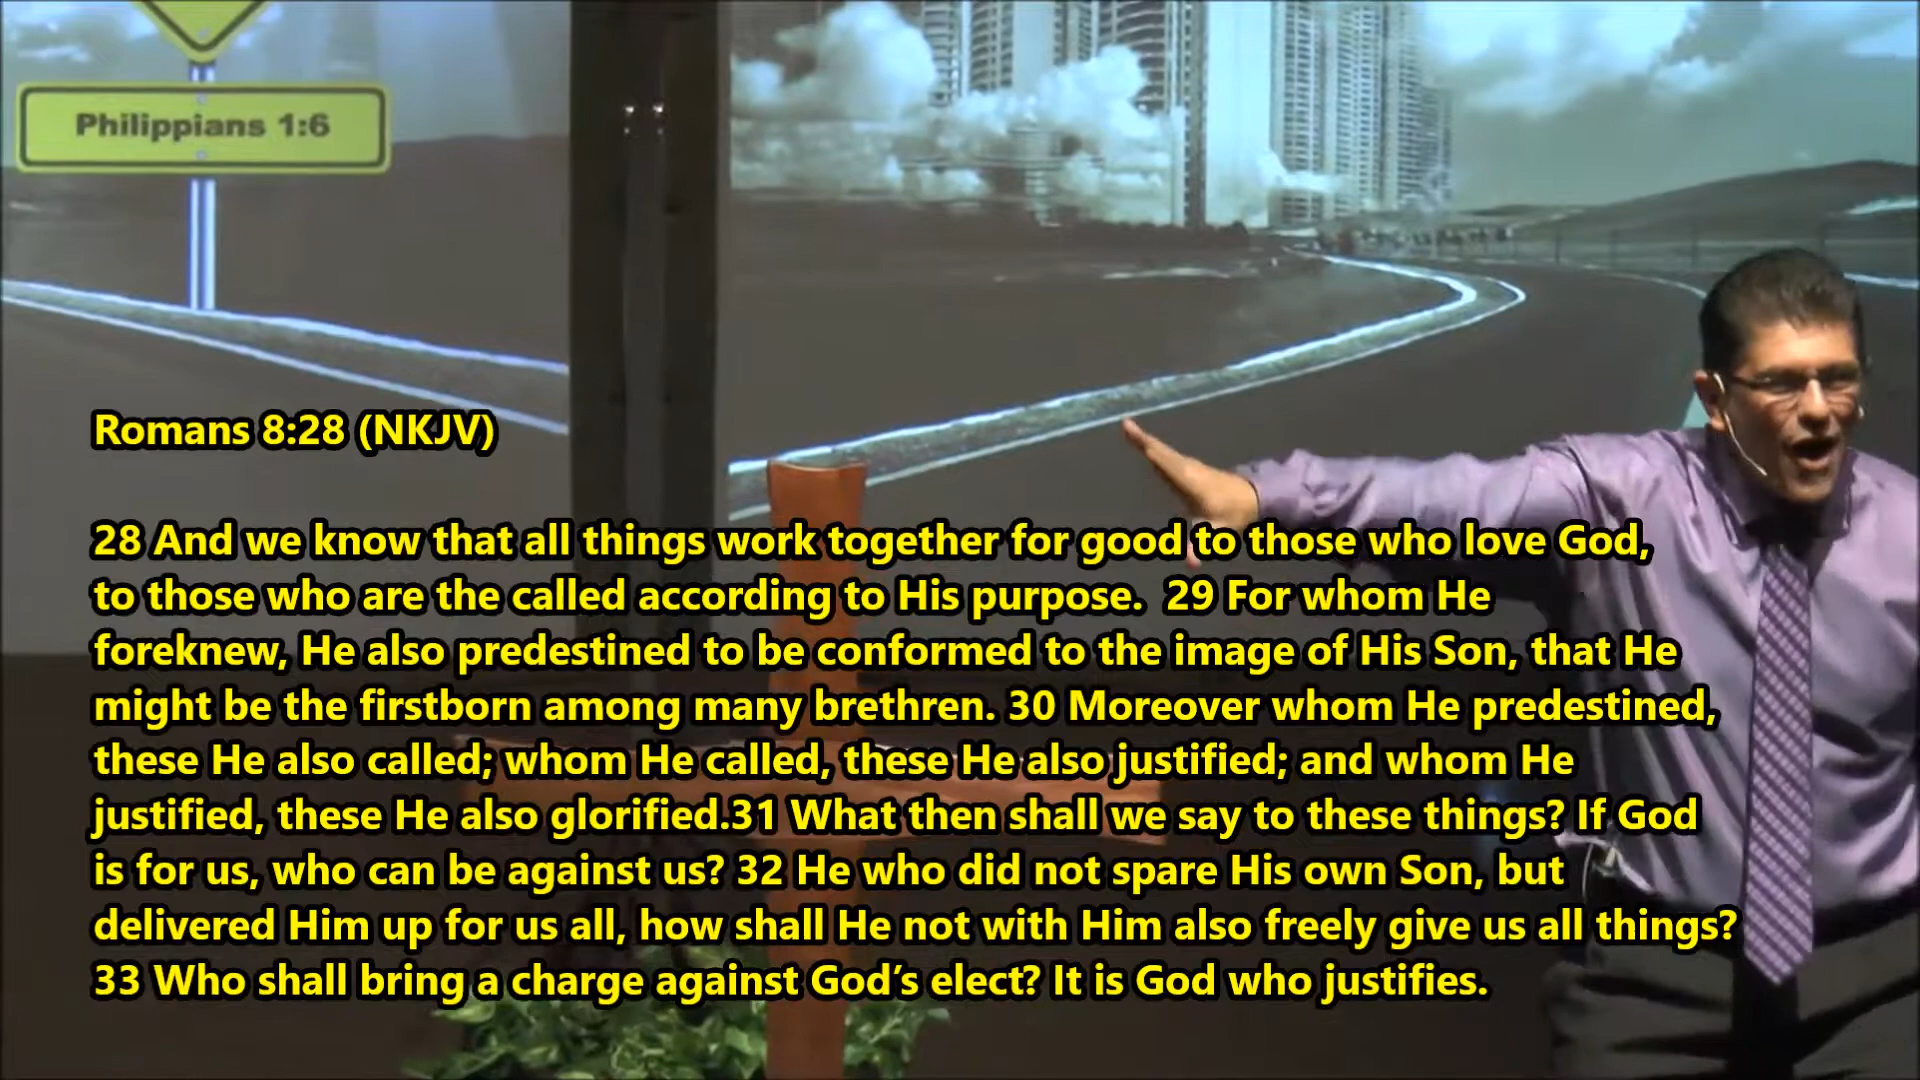 Philippians 1:6
Romans 8:28 (NKJV)
28 And we know that all things work together for good to those who love God,
to those who are the called according to His purpose.  29 For whom He
foreknew, He also predestined to be conformed to the image of His Son, that He
might be the firstborn among many brethren. 30 Moreover whom He predestined,
these He also called; whom He called, these He also justified; and whom He
justified, these He also glorified.31 What then shall we say to these things? If God
is for us, who can be against us? 32 He who did not spare His own Son, but
delivered Him up for us all, how shall He not with Him also freely give us all things?
33 Who shall bring a charge against God’s elect? It is God who justifies.